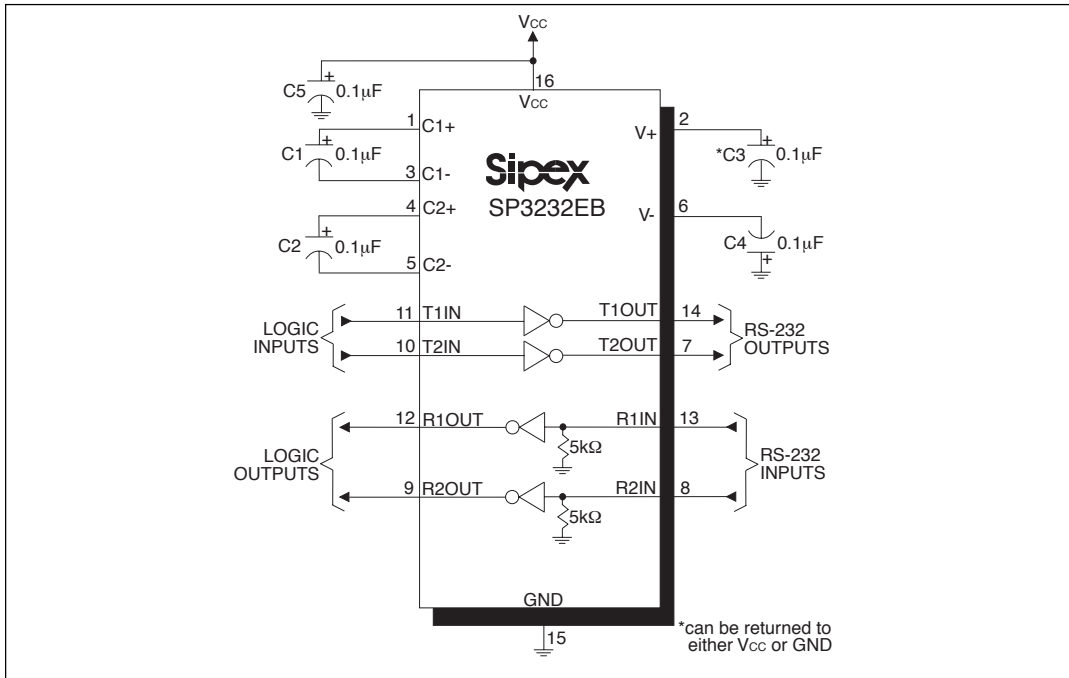 VCC
16
VCC
C5
+
0.1µF
1
C1+
C1
+
0.1µF
3
C1-
4
C2+
C2
+
0.1µF
5
C2-
Sipex
SP3232EB
V+
2
*C3
+
0.1µF
V-
6
C4
0.1µF
+
LOGIC
INPUTS
11
T1IN
T1OUT
14
10
T2IN
T2OUT
7
RS-232
OUTPUTS
LOGIC
OUTPUTS
12
R1OUT
R1IN
13
5kΩ
9
R2OUT
R2IN
8
5kΩ
RS-232
INPUTS
GND
15
*can be returned to
either VCC or GND